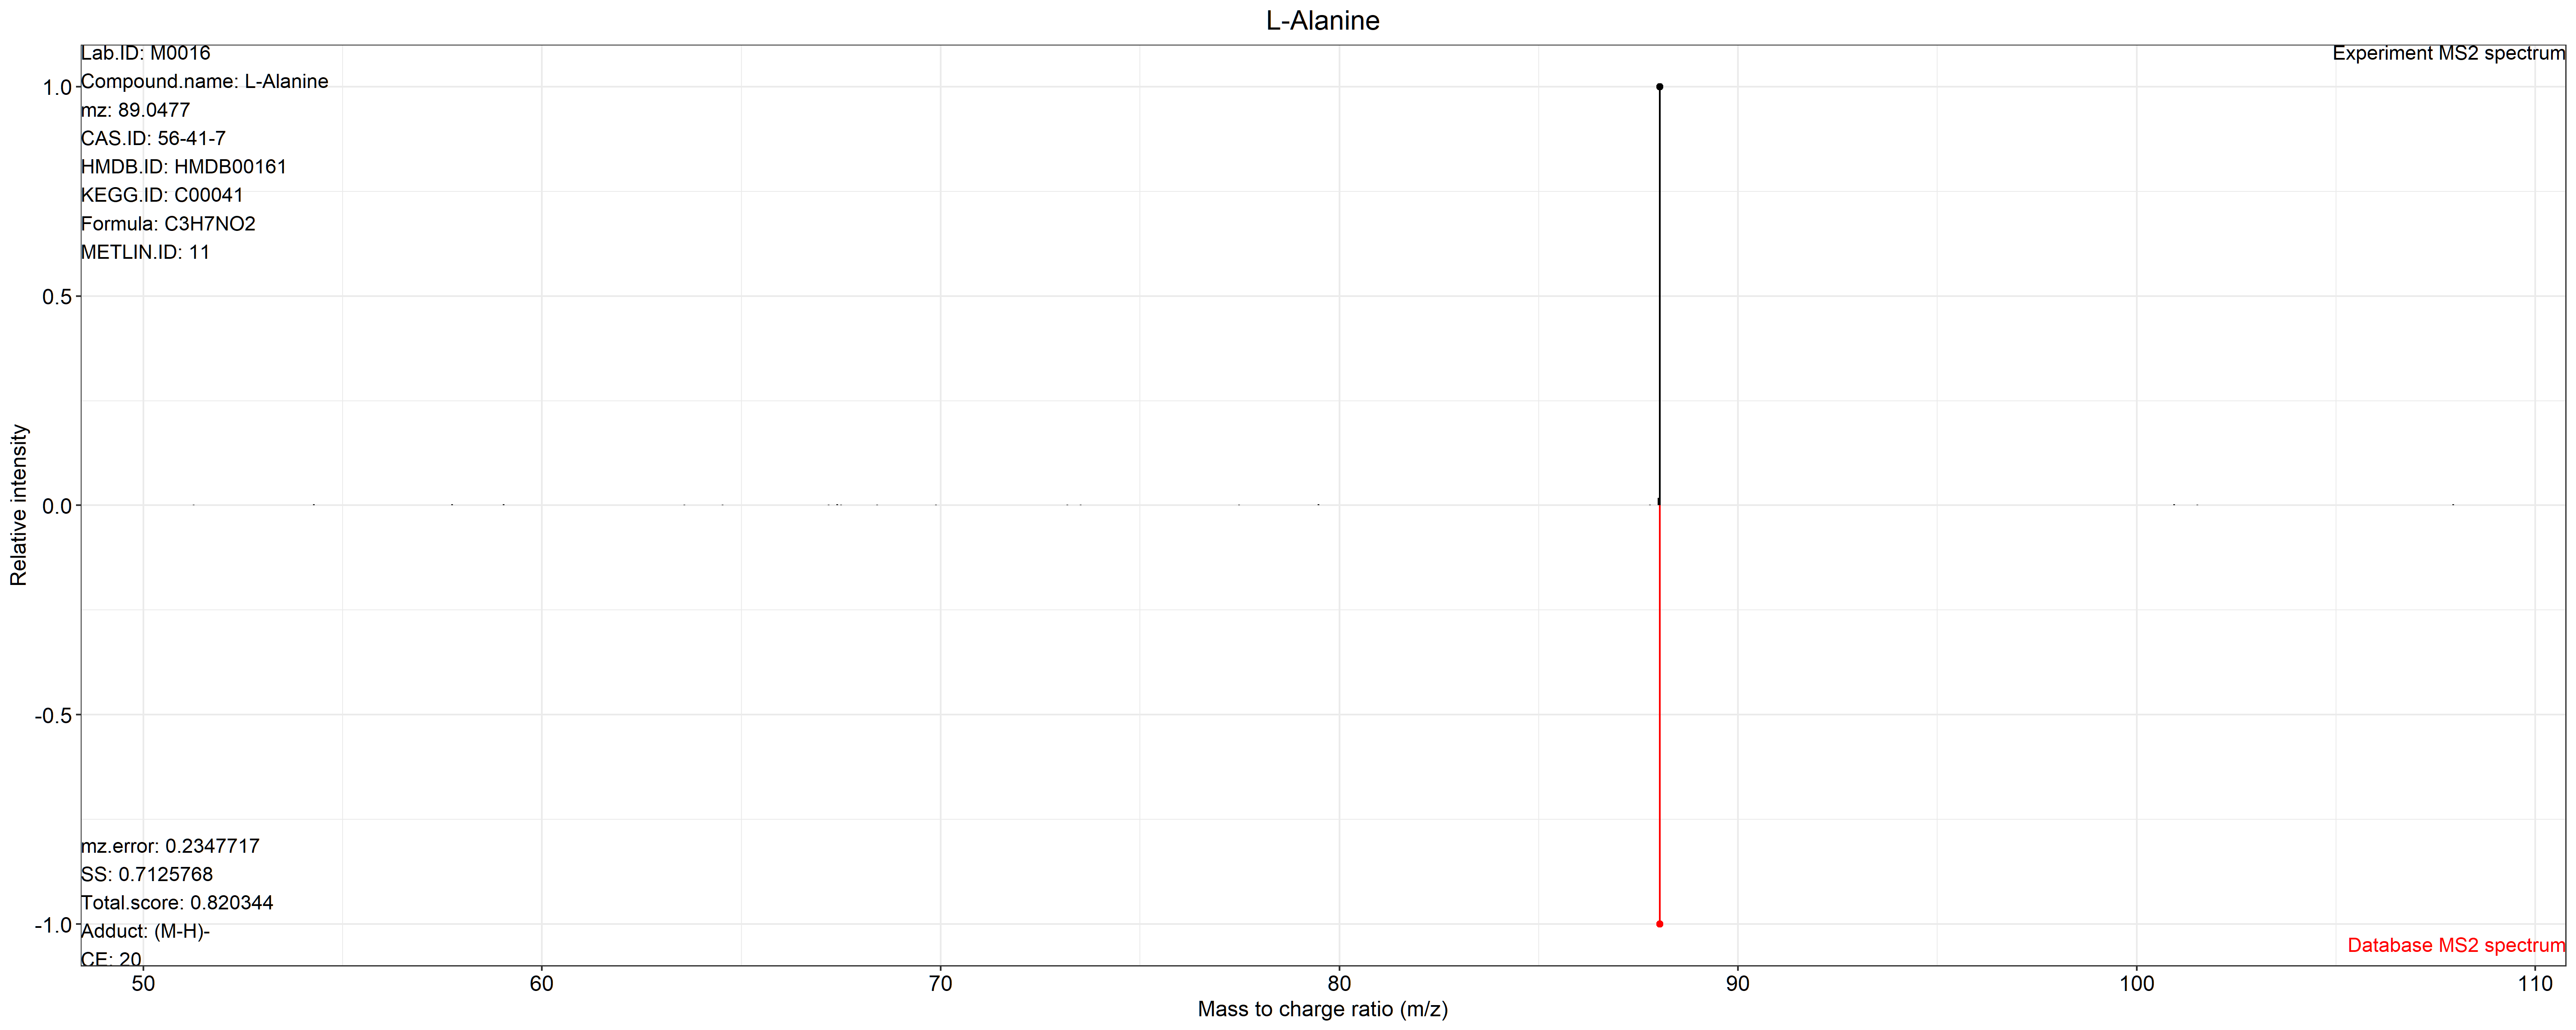 L-Alanine
Lab.ID: M0016
Experiment MS2 spectrum
Compound.name: L-Alanine
mz: 89.0477
CAS.ID: 56-41-7
HMDB.ID: HMDB00161
KEGG.ID: C00041
Formula: C3H7NO2
METLIN.ID: 11
1.0
0.5
0.0
-0.5
-1.0
Relative intensity
mz.error: 0.2347717
SS: 0.7125768
Total.score: 0.820344
Adduct: (M-H)-
CE: 20
Database MS2 spectrum
50 60 70 80 90 100 110
Mass to charge ratio (m/z)